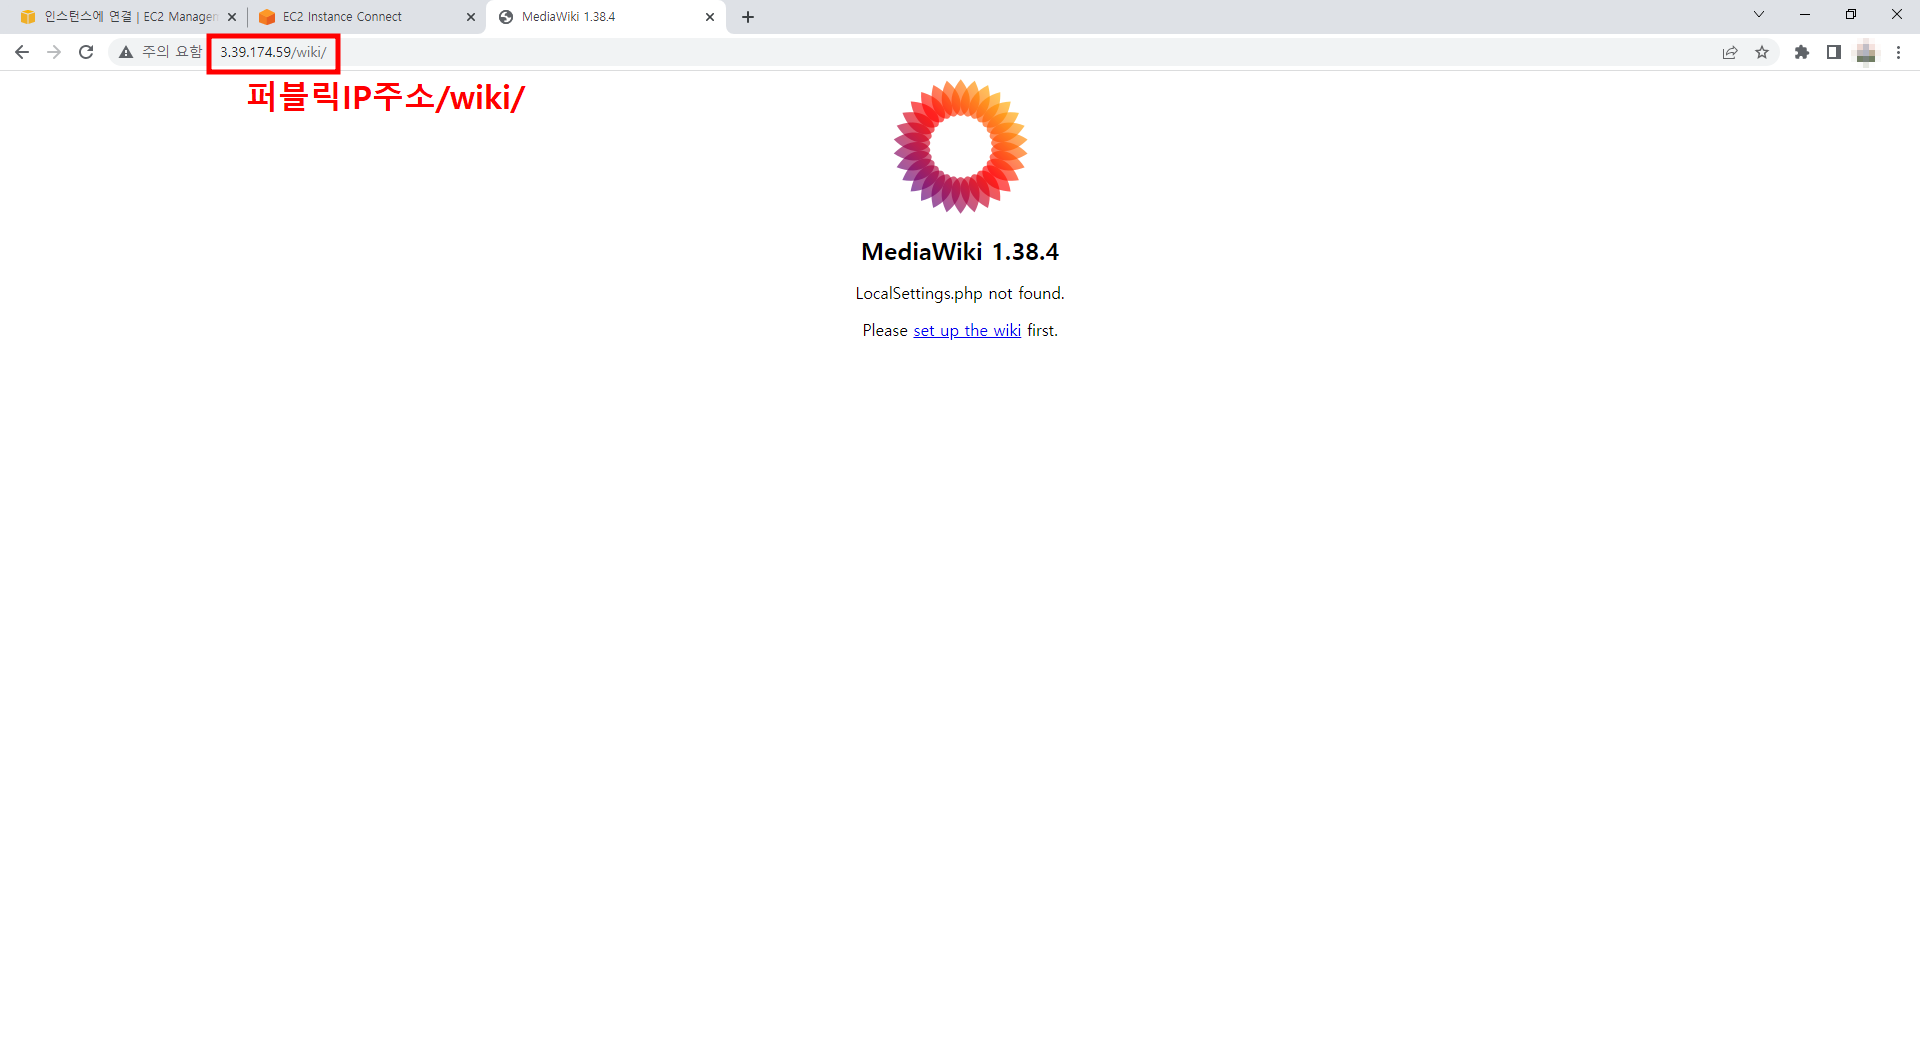 인스턴스에 연결 | EC2 Managem
EC2 Instance Connect
MediaWiki 1.38.4
주의 요함
3.39.174.59/wiki/
퍼블릭IP주소/wiki/
MediaWiki 1.38.4
LocalSettings.php not found.
Please set up the wiki first.